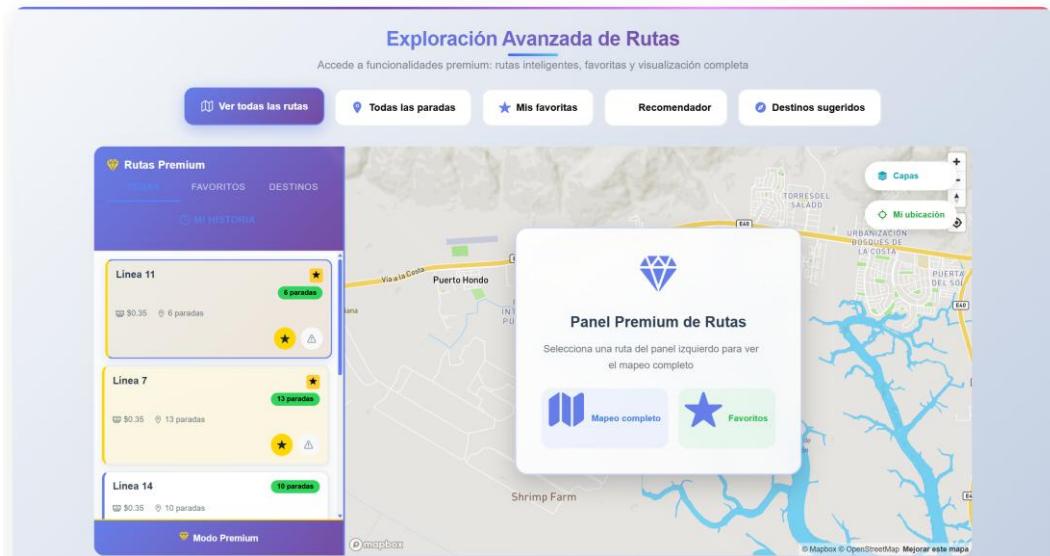 Exploración Avanzada de Rutas
Accede a funcionalidades premium: rutas inteligentes, favoritas y visualización completa
Ver todas las rutas
Todas las paradas
Mis favoritas
Recomendador
Destinos sugeridos
Rutas Premium
TODAS
FAVORITOS
DESTINOS
MI HISTORIA
Linea 11
6 paradas
$0.35
6 paradas
Linea 7
13 paradas
$0.35
13 paradas
Linea 14
10 paradas
$0.35
10 paradas
Modo Premium
Capas
Mi ubicación
TORRESDEL
SALADO
E40
URBANIZACIÓN
BOSQUES DE
LA COSTA
PUERTA
DEL SOL
E40
Vía a la Costa
Puerto Hondo
Panel Premium de Rutas
Selecciona una ruta del panel izquierdo para ver
el mapeo completo
Mapeo completo
Favoritos
Shrimp Farm
mapbox
© Mapbox © OpenStreetMap Mejorar este mapa